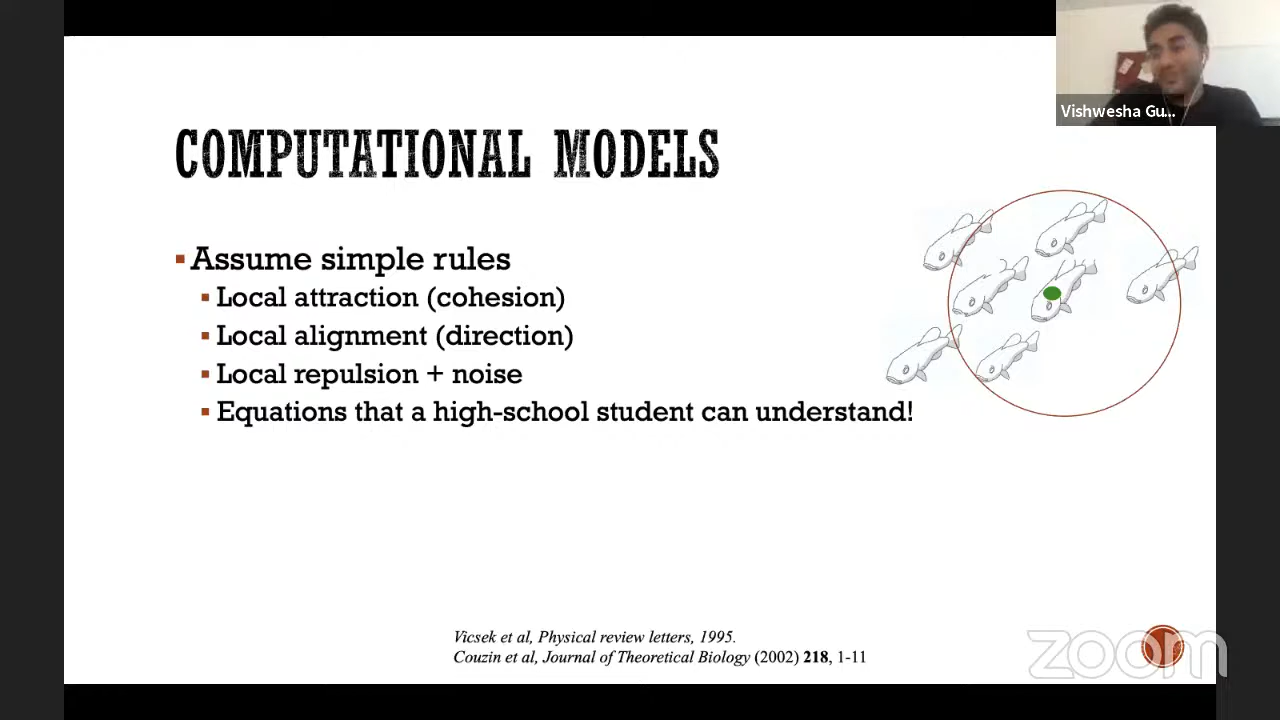 Vishwesha Gu...
COMPUTATIONAL MODELS
▪ Assume simple rules
▪ Local attraction (cohesion)
▪ Local alignment (direction)
▪ Local repulsion + noise
▪ Equations that a high-school student can understand!
Vicsek et al, Physical review letters, 1995.
Couzin et al, Journal of Theoretical Biology (2002) 218, 1-11
zoom